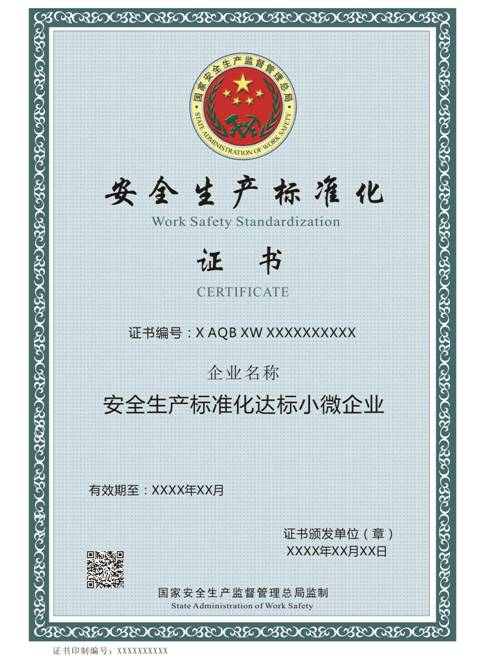 国家安全生产监督管理总局
STATE ADMINISTRATION OF WORK SAFETY
安全生产标准化
Work Safety Standardization
证书
CERTIFICATE
证书编号：X AQB XW XXXXXXXXXX
企业名称
安全生产标准化达标小微企业
有效期至：XXXX年XX月
证书颁发单位（章）
XXXX年XX月XX日
国家安全生产监督管理总局监制
State Administration of Work Safety
证书印制编号：XXXXXXXXXX